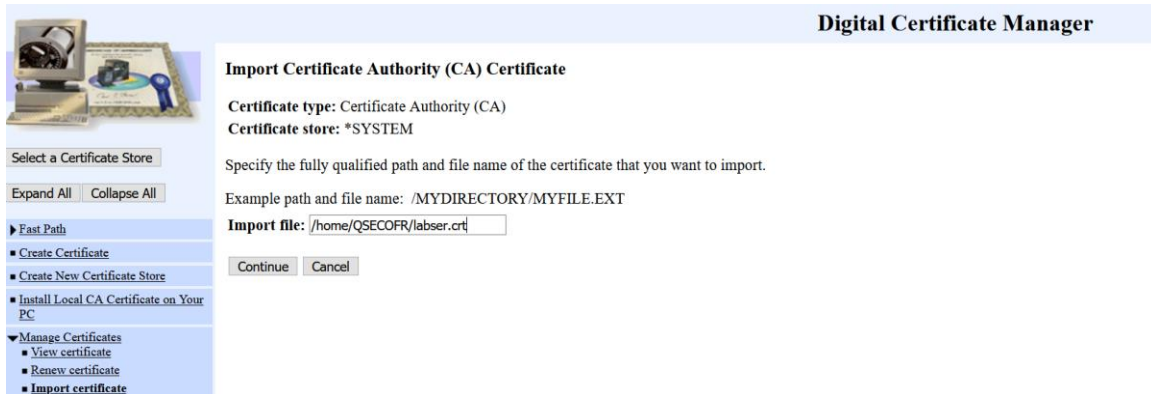 Digital Certificate Manager
Select a Certificate Store
Expand All Collapse All
Fast Path
Create Certificate
Create New Certificate Store
Install Local CA Certificate on Your
PC
Manage Certificates
View certificate
Renew certificate
Import certificate
Import Certificate Authority (CA) Certificate
Certificate type: Certificate Authority (CA)
Certificate store: *SYSTEM
Specify the fully qualified path and file name of the certificate that you want to import.
Example path and file name: /MYDIRECTORY/MYFILE.EXT
Import file: /home/QSECOFR/labser.crt
Continue Cancel